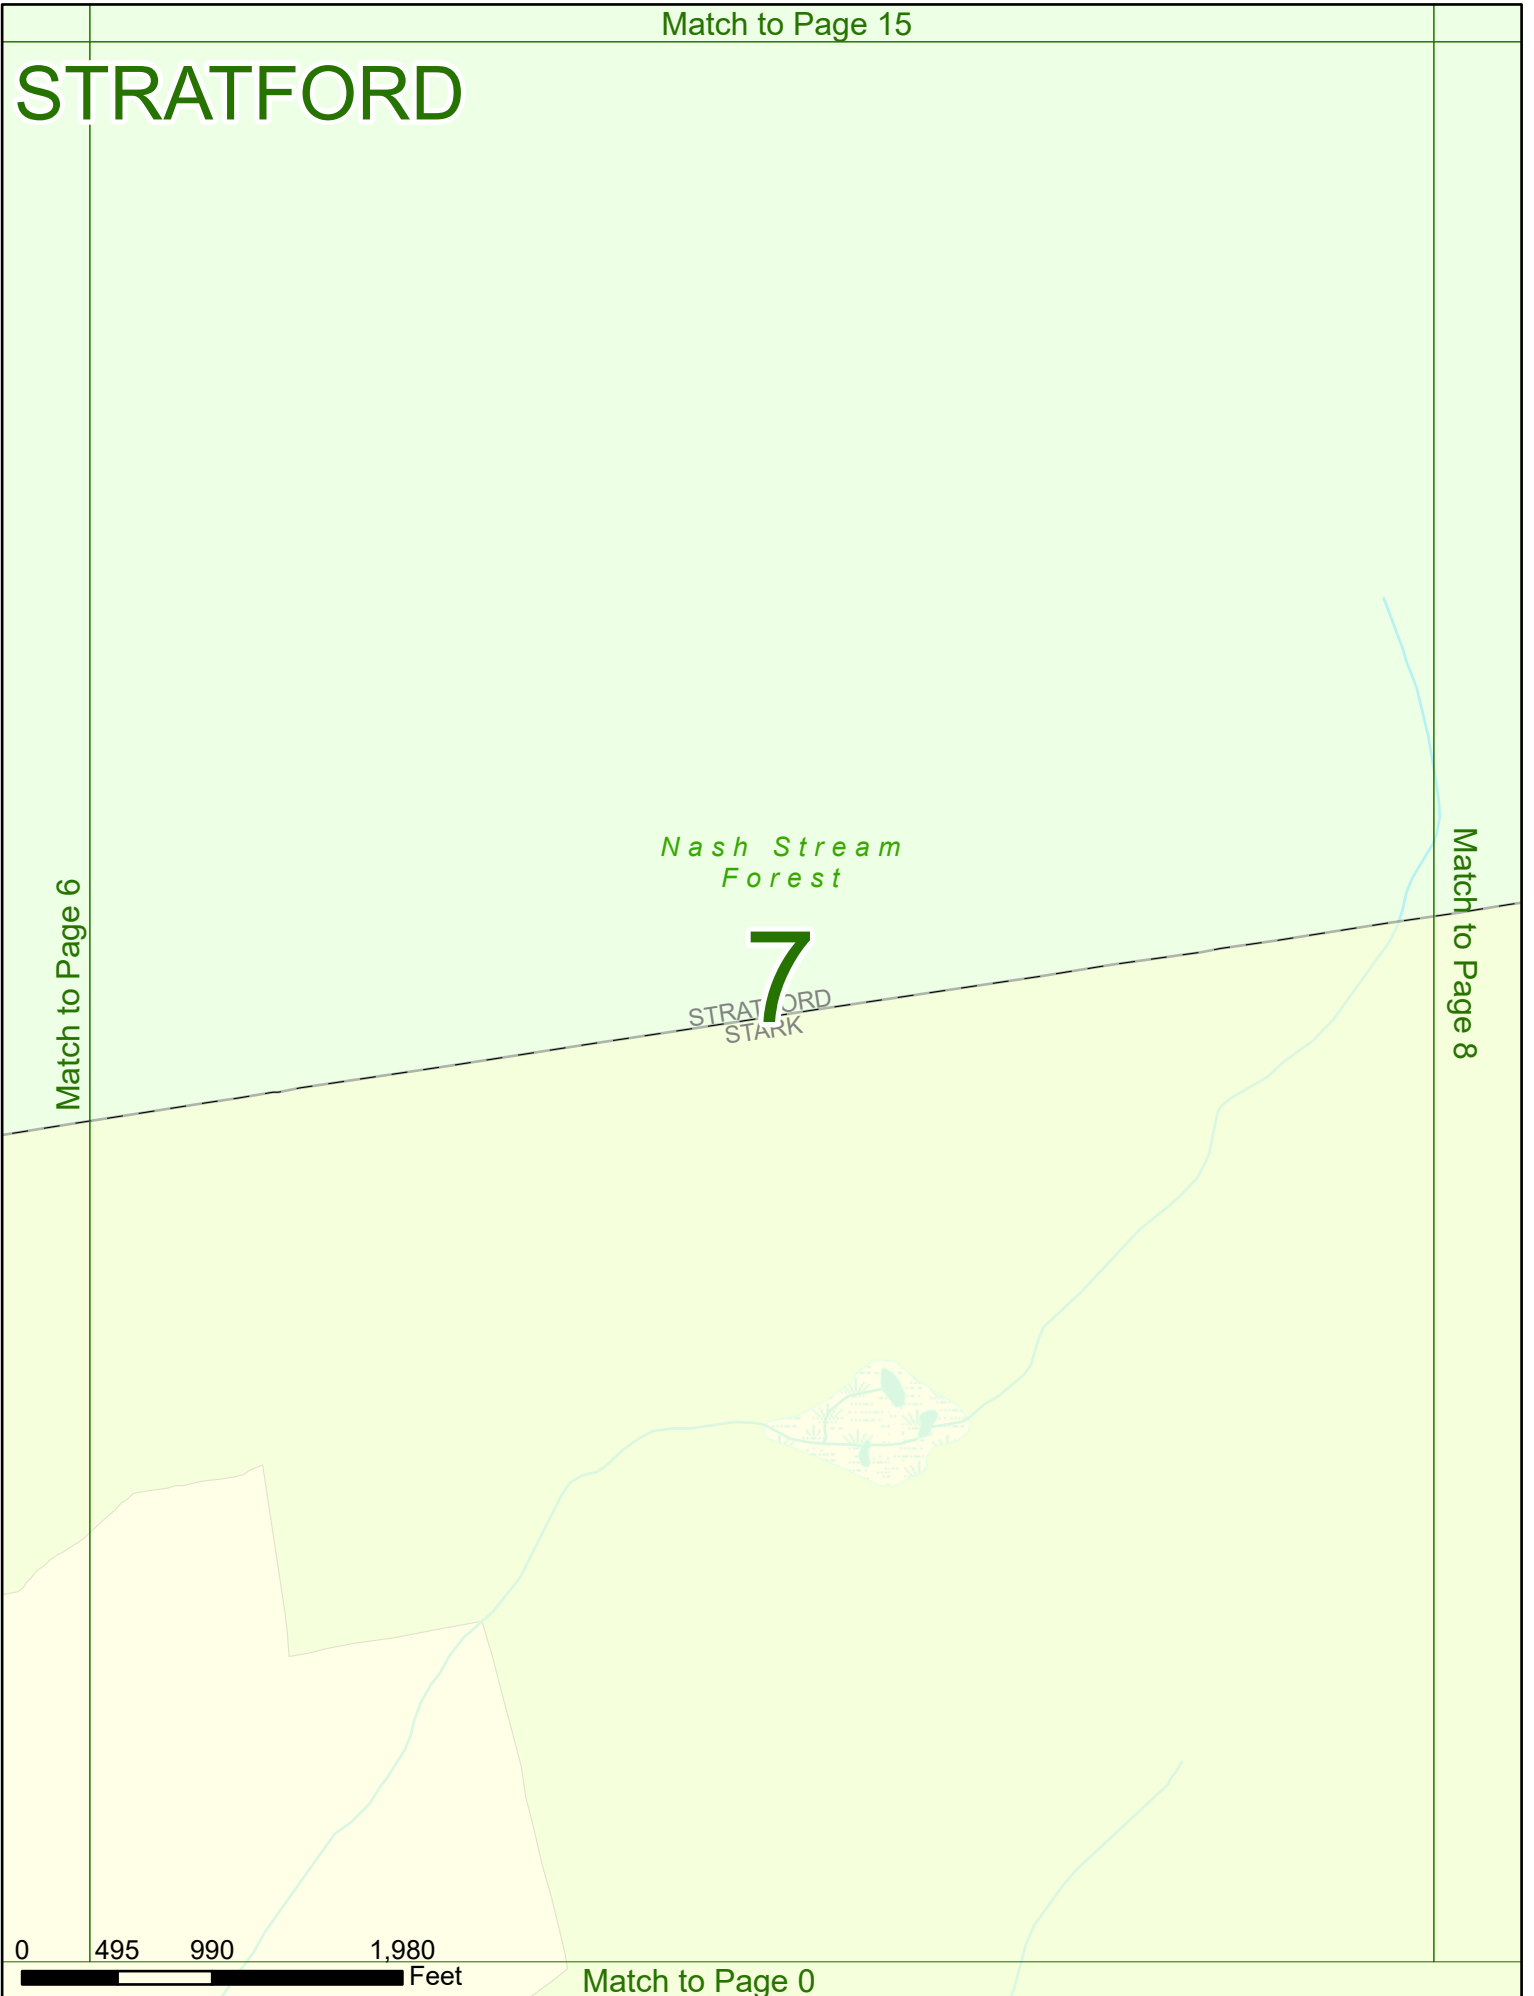 Match to Page 15
STRATFORD
Nash Stream
Forest
Match to Page 6
Match to Page 8
7
STRATFORD
STARK
0 495 990 1,980
Feet
Match to Page 0